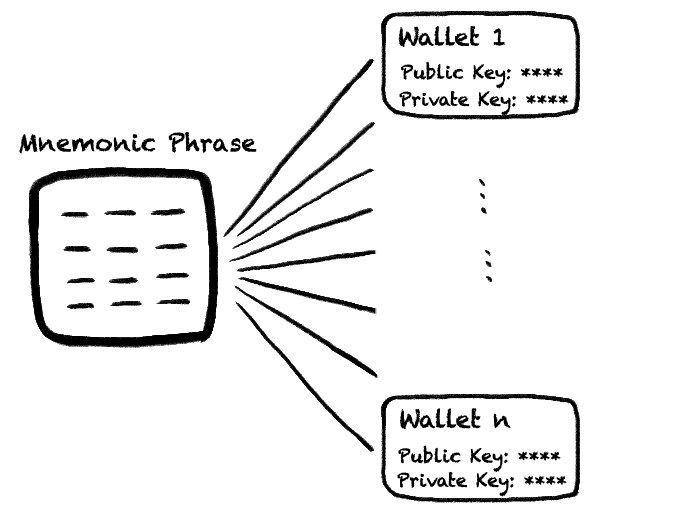 Mnemonic Phrase
Wallet 1
Public Key: ****
Private Key: ****
Wallet n
Public Key: ****
Private Key: ****